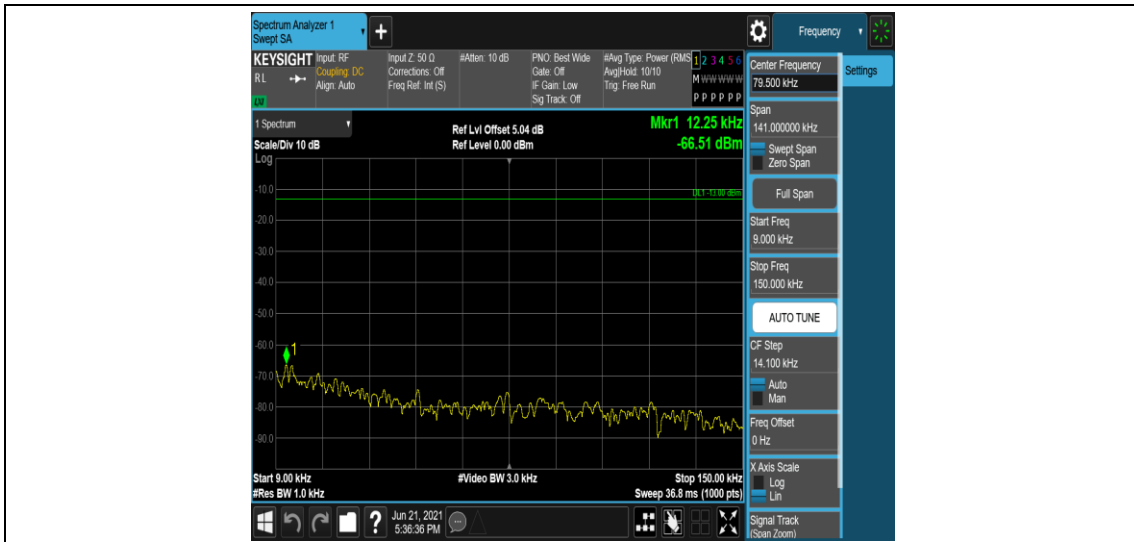 Spectrum Analyzer 1
Swept SA
+
Frequency
KEYSIGHT
RL
LXI
Input: RF
Coupling: DC
Align: Auto
Input Z: 50 Ω
Corrections: Off
Freq Ref: Int (S)
#Atten: 10 dB
PNO: Best Wide
Gate: Off
IF Gain: Low
Sig Track: Off
#Avg Type: Power (RMS
Avg|Hold: 10/10
Trig: Free Run
1 2 3 4 5 6
M W W W W W
P P P P P P
Center Frequency
79.500 kHz
Settings
1 Spectrum
Scale/Div 10 dB
Log
Ref Lvl Offset 5.04 dB
Ref Level 0.00 dBm
Mkr1 12.25 kHz
-66.51 dBm
DL1 -13.00 dBm
-10.0
-20.0
-30.0
-40.0
-50.0
-60.0
-70.0
-80.0
-90.0
1
Start 9.00 kHz
#Res BW 1.0 kHz
#Video BW 3.0 kHz
Stop 150.00 kHz
Sweep 36.8 ms (1000 pts)
Span
141.000000 kHz
Swept Span
Zero Span
Full Span
Start Freq
9.000 kHz
Stop Freq
150.000 kHz
AUTO TUNE
CF Step
14.100 kHz
Auto
Man
Freq Offset
0 Hz
X Axis Scale
Log
Lin
Signal Track
(Span Zoom)
?
Jun 21, 2021
5:36:36 PM